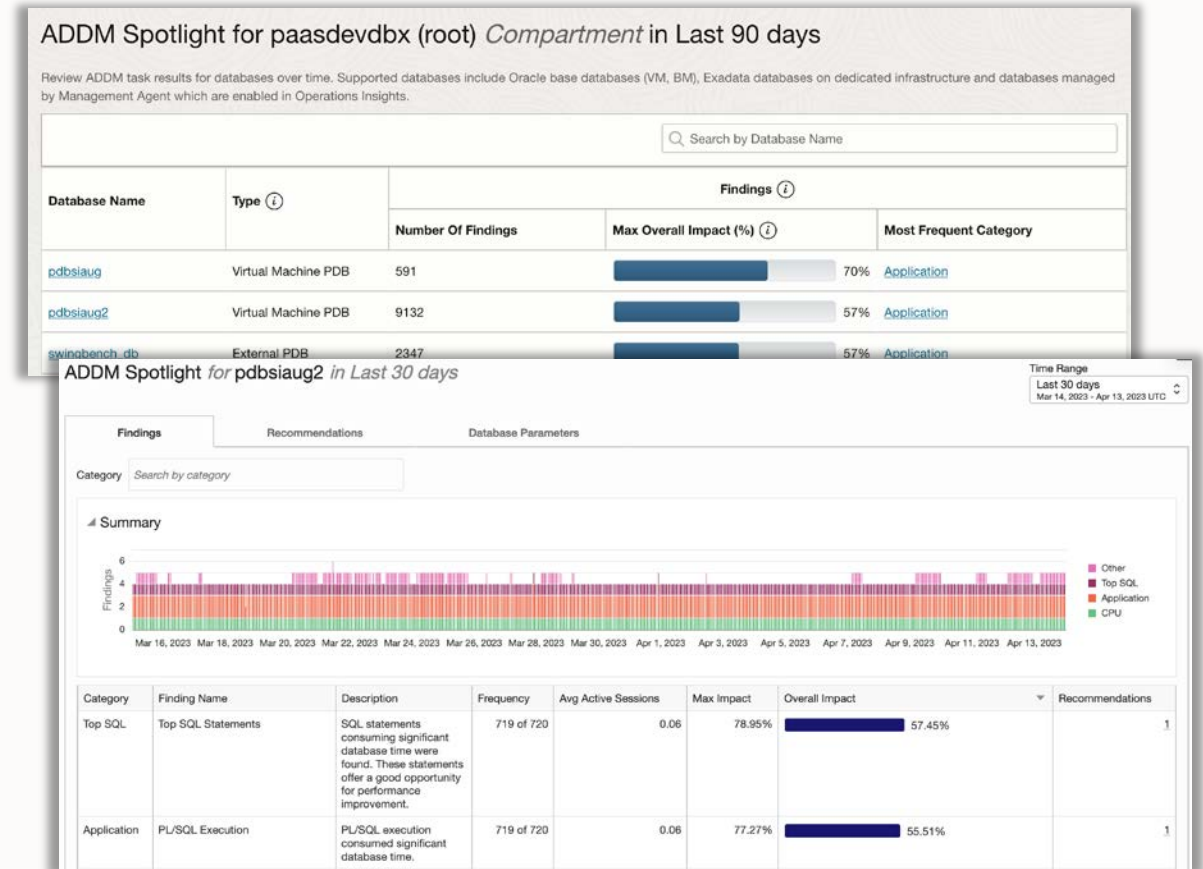 ADDM Spotlight for paasdevdbx (root) Compartment in Last 90 days
Review ADDM task results for databases over time. Supported databases include Oracle base databases (VM, BM), Exadata databases on dedicated infrastructure and databases managed
by Management Agent which are enabled in Operations Insights.
Search by Database Name
Database Name Type Findings
Number Of Findings Max Overall Impact (%) Most Frequent Category
pdbsiaug Virtual Machine PDB 591 70% Application
pdbsiaug2 Virtual Machine PDB 9132 57% Application
swingbench_db External PDB 2347 57% Application
ADDM Spotlight for pdbsiaug2 in Last 30 days
Time Range
Last 30 days
Mar 14, 2023 - Apr 13, 2023 UTC
Findings Recommendations Database Parameters
Category Search by category
Summary
Findings
6
4
2
0
Other
Top SQL
Application
CPU
Mar 16, 2023 Mar 18, 2023 Mar 20, 2023 Mar 22, 2023 Mar 24, 2023 Mar 26, 2023 Mar 28, 2023 Mar 30, 2023 Apr 1, 2023 Apr 3, 2023 Apr 5, 2023 Apr 7, 2023 Apr 9, 2023 Apr 11, 2023 Apr 13, 2023
Category Finding Name Description Frequency Avg Active Sessions Max Impact Overall Impact Recommendations
Top SQL Top SQL Statements SQL statements 719 of 720 0.06 78.95% 57.45% 1
consuming significant
database time were
found. These statements
offer a good opportunity
for performance
improvement.
Application PL/SQL Execution PL/SQL execution 719 of 720 0.06 77.27% 55.51% 1
consumed significant
database time.